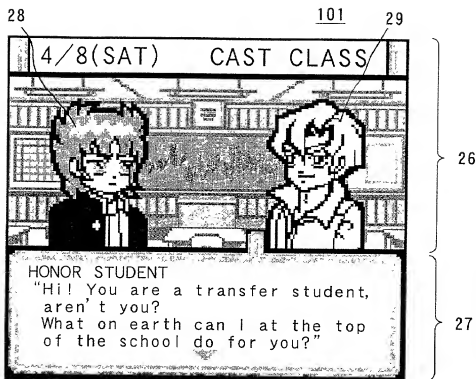 28
101
29
4/8(SAT) CAST CLASS
26
HONOR STUDENT
“Hi! You are a transfer student,
aren't you?
What on earth can I at the top
of the school do for you?”
27